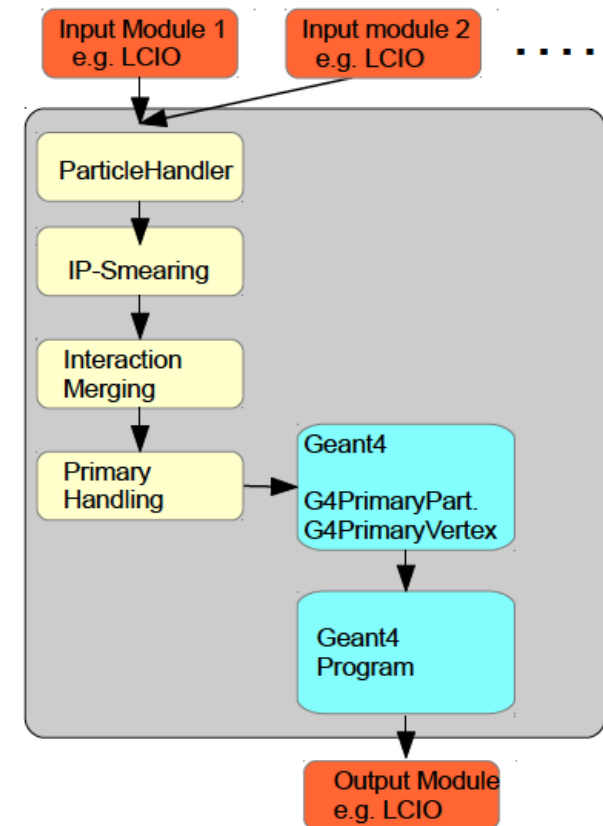 Input Module 1
e.g. LCIO
Input module 2
e.g. LCIO
. . . .
ParticleHandler
IP-Smearing
Interaction
Merging
Primary
Handling
Geant4
G4PrimaryPart.
G4PrimaryVertex
Geant4
Program
Output Module
e.g. LCIO